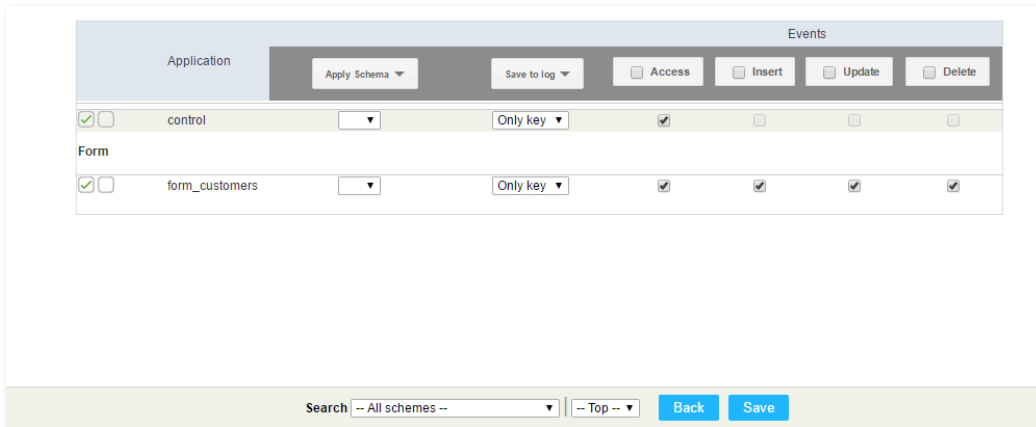 Events
Application
Apply Schema
Save to log
Access
Insert
Update
Delete
control
Only key
Form
form_customers
Only key
Search -- All schemes -- -- Top -- Back Save